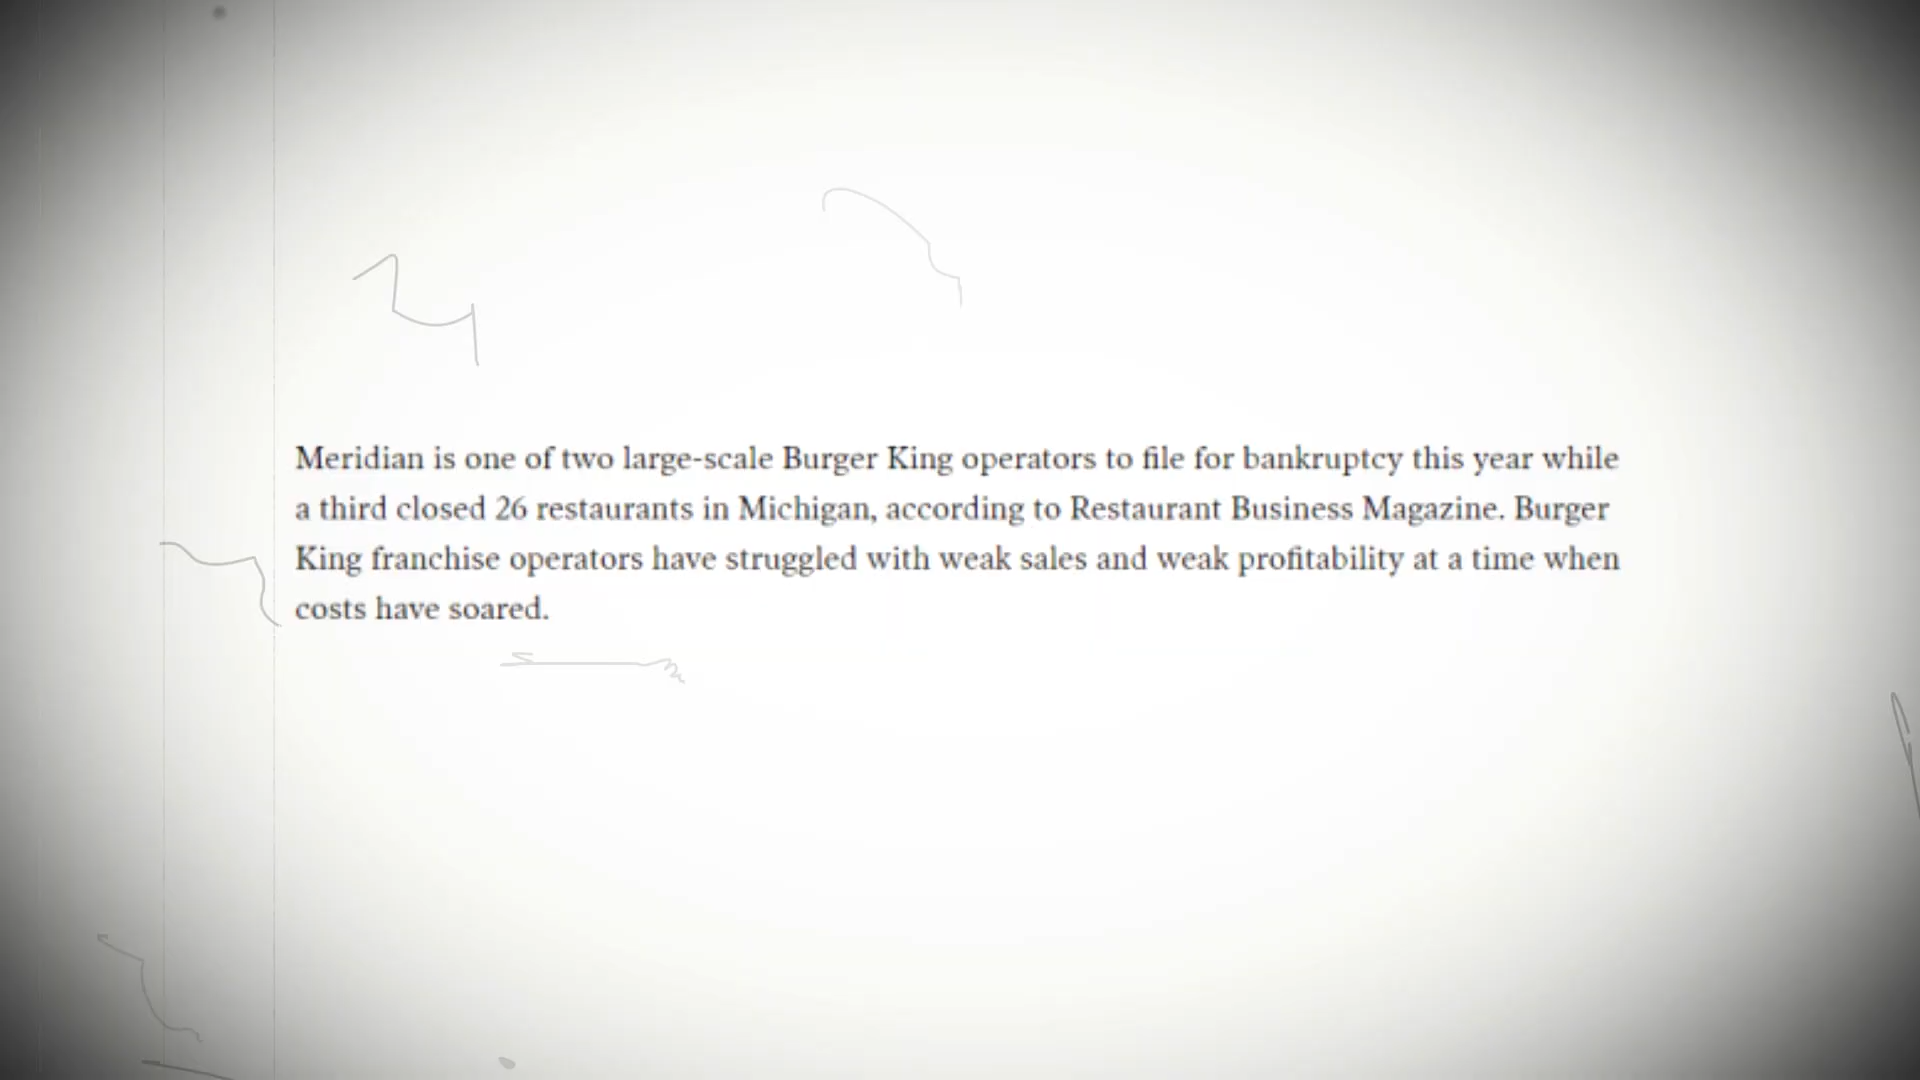 Meridian is one of two large-scale Burger King operators to file for bankruptcy this year while
a third closed 26 restaurants in Michigan, according to Restaurant Business Magazine. Burger
King franchise operators have struggled with weak sales and weak profitability at a time when
costs have soared.